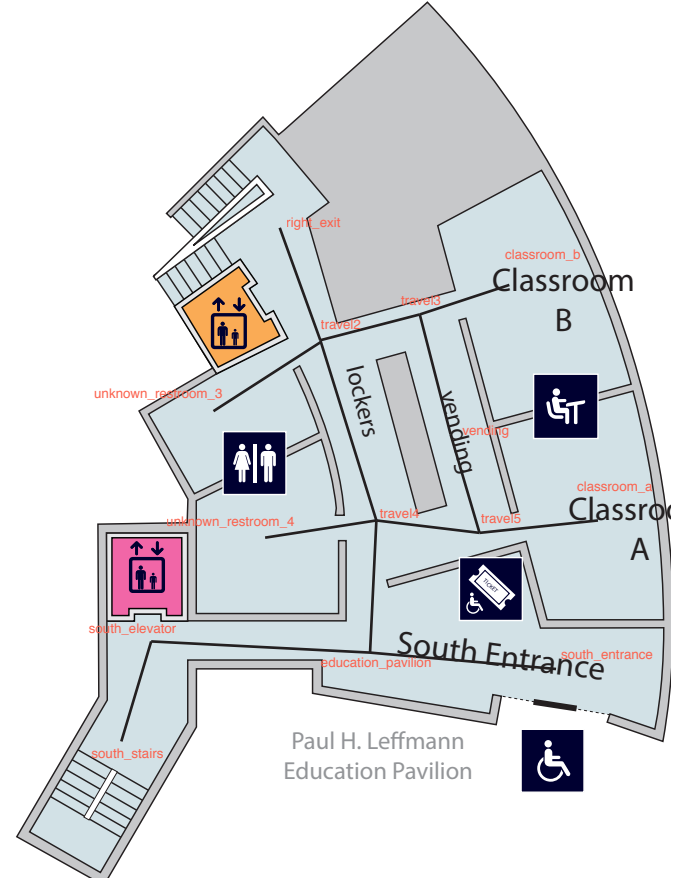 right_exit
classroom_b
Classroom
B
travel3
travel2
unknown_restroom_3
lockers
vending
vending
classroom_a
Classro
A
travel4
travel5
unknown_restroom_4
TICKET
south_elevator
South Entrance
south_entrance
education_pavilion
south_stairs
Paul H. Leffmann
Education Pavilion